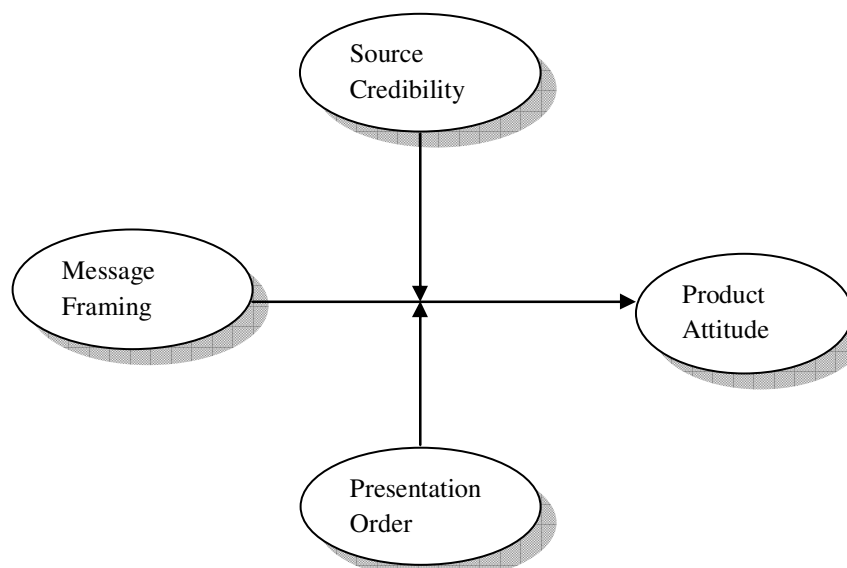 Source
Credibility
Message
Framing
Product
Attitude
Presentation
Order